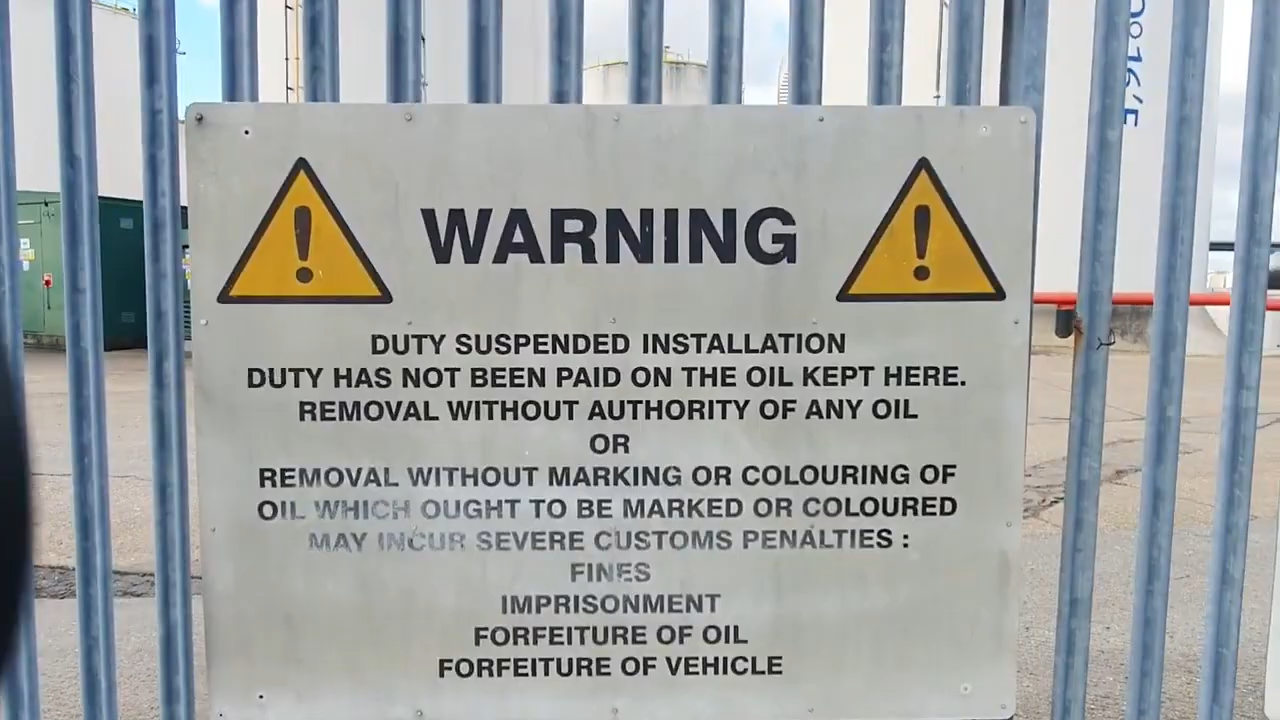 WARNING
DUTY SUSPENDED INSTALLATION
DUTY HAS NOT BEEN PAID ON THE OIL KEPT HERE.
REMOVAL WITHOUT AUTHORITY OF ANY OIL
OR
REMOVAL WITHOUT MARKING OR COLOURING OF
OIL WHICH OUGHT TO BE MARKED OR COLOURED
MAY INCUR SEVERE CUSTOMS PENALTIES :
FINES
IMPRISONMENT
FORFEITURE OF OIL
FORFEITURE OF VEHICLE